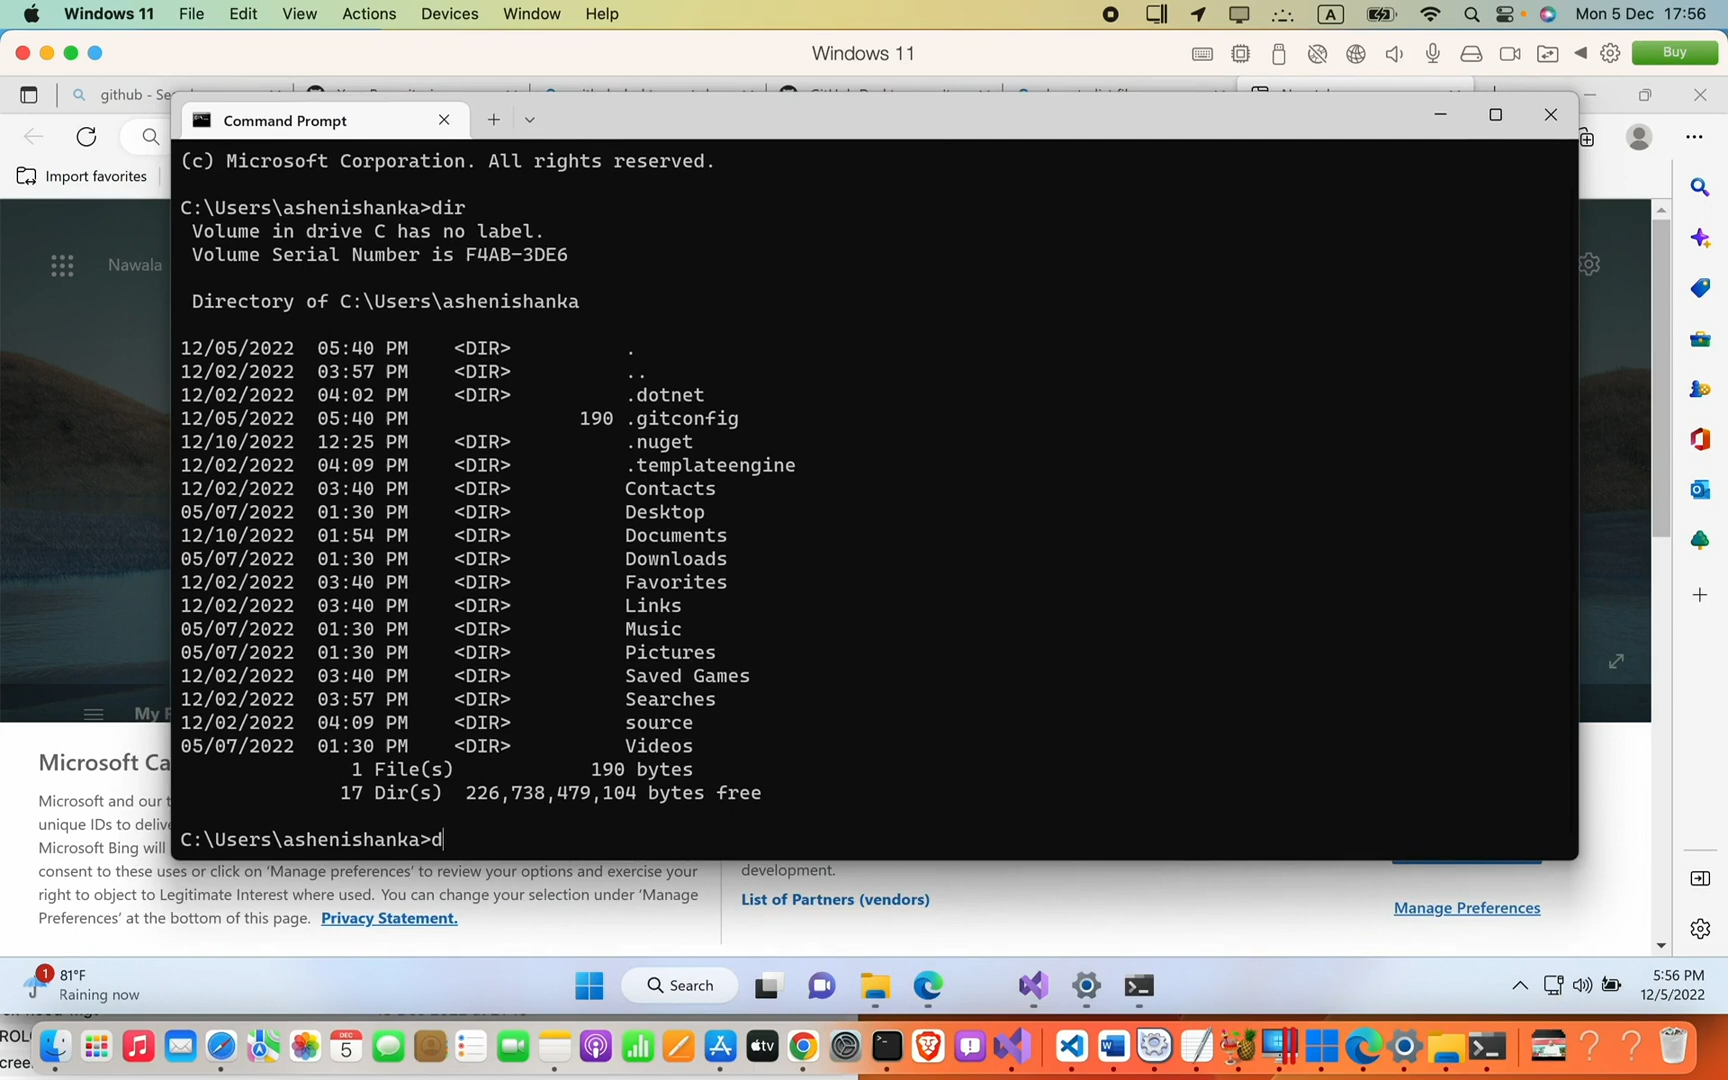 Windows 11 File Edit View Actions Devices Window Help A Mon 5 Dec 17:56
Windows 11 Buy
github - Se
Command Prompt
Import favorites
(c) Microsoft Corporation. All rights reserved.
C:\Users\ashenishanka>dir
Volume in drive C has no label.
Volume Serial Number is F4AB-3DE6
Nawala
Directory of C:\Users\ashenishanka
12/05/2022 05:40 PM <DIR> .
12/02/2022 03:57 PM <DIR> ..
12/02/2022 04:02 PM <DIR> .dotnet
12/05/2022 05:40 PM 190 .gitconfig
12/10/2022 12:25 PM <DIR> .nuget
12/02/2022 04:09 PM <DIR> .templateengine
12/02/2022 03:40 PM <DIR> Contacts
05/07/2022 01:30 PM <DIR> Desktop
12/10/2022 01:54 PM <DIR> Documents
05/07/2022 01:30 PM <DIR> Downloads
12/02/2022 03:40 PM <DIR> Favorites
12/02/2022 03:40 PM <DIR> Links
05/07/2022 01:30 PM <DIR> Music
05/07/2022 01:30 PM <DIR> Pictures
12/02/2022 03:40 PM <DIR> Saved Games
12/02/2022 03:57 PM <DIR> Searches
My F
12/02/2022 04:09 PM <DIR> source
05/07/2022 01:30 PM <DIR> Videos
1 File(s) 190 bytes
17 Dir(s) 226,738,479,104 bytes free
C:\Users\ashenishanka>d
Microsoft Ca
Microsoft and our t
unique IDs to delive
Microsoft Bing will
consent to these uses or click on 'Manage preferences' to review your options and exercise your
right to object to Legitimate Interest where used. You can change your selection under 'Manage
Preferences' at the bottom of this page. Privacy Statement.
development.
List of Partners (vendors)
Manage Preferences
1 81°F
Raining now
Search
5:56 PM
12/5/2022
ROL
cree
DEC
5
tv